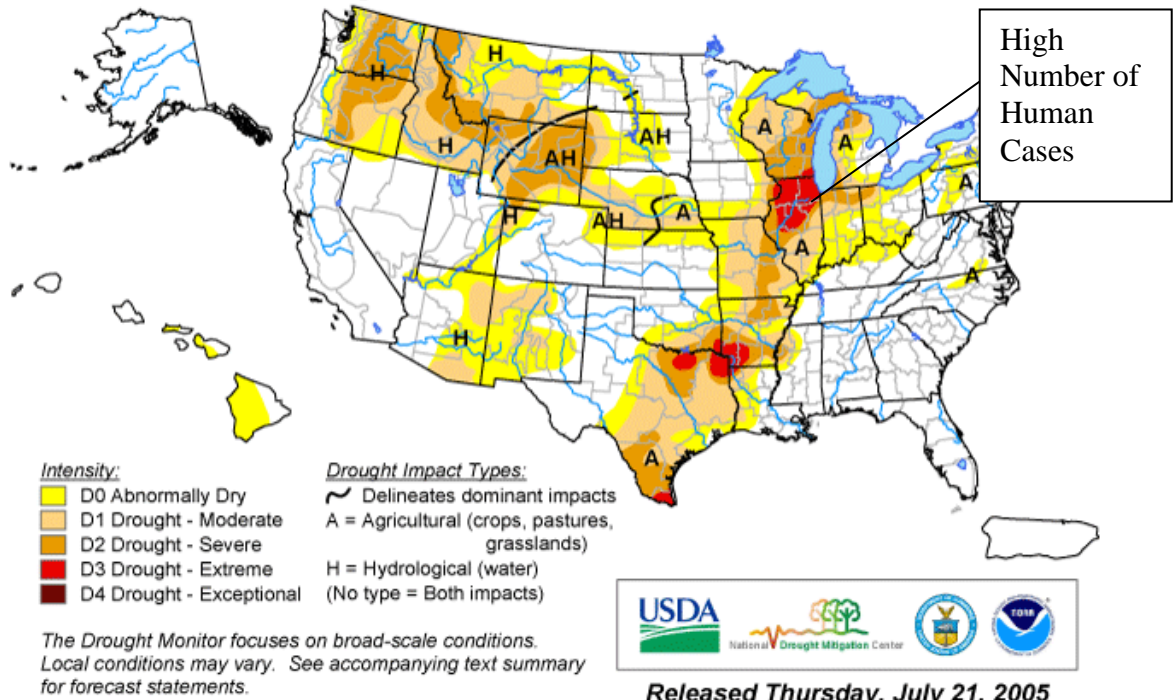 High
Number of
Human
Cases
H
H
H
AH
AH
H
AH
A
H
A
A
A
A
A
A
Intensity:
D0 Abnormally Dry
D1 Drought - Moderate
D2 Drought - Severe
D3 Drought - Extreme
D4 Drought - Exceptional
Drought Impact Types:
Delineates dominant impacts
A = Agricultural (crops, pastures,
grasslands)
H = Hydrological (water)
(No type = Both impacts)
The Drought Monitor focuses on broad-scale conditions.
Local conditions may vary. See accompanying text summary
for forecast statements.
USDA
National Drought Mitigation Center
Released Thursday, July 21, 2005